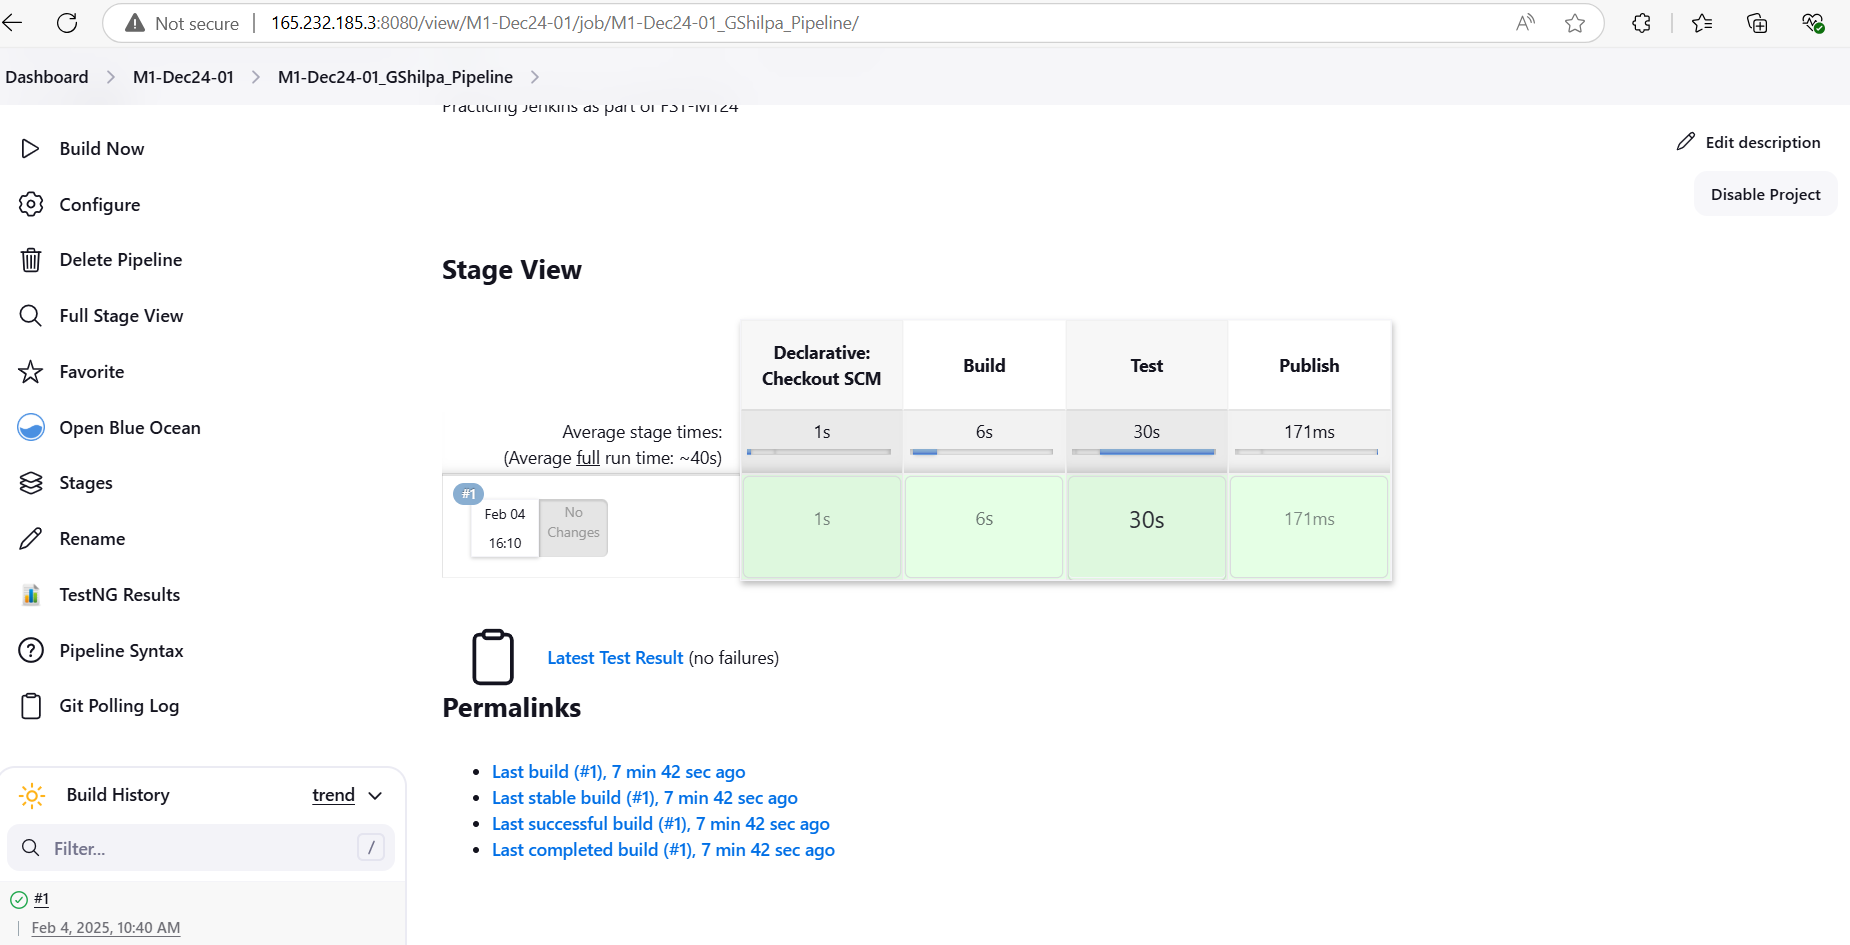 Not secure
165.232.185.3:8080/view/M1-Dec24-01/job/M1-Dec24-01_GShilpa_Pipeline/
Dashboard
M1-Dec24-01
M1-Dec24-01_GShilpa_Pipeline
Practicing Jenkins as part of FST-M124
Edit description
Disable Project
Build Now
Configure
Delete Pipeline
Full Stage View
Favorite
Open Blue Ocean
Stages
Rename
TestNG Results
Pipeline Syntax
Git Polling Log
Build History
trend
Filter...
/
#1
Feb 4, 2025, 10:40 AM
Stage View
Declarative:
Checkout SCM
Build
Test
Publish
Average stage times:
(Average full run time: ~40s)
1s
6s
30s
171ms
#1
Feb 04
16:10
No
Changes
1s
6s
30s
171ms
Latest Test Result (no failures)
Permalinks
Last build (#1), 7 min 42 sec ago
Last stable build (#1), 7 min 42 sec ago
Last successful build (#1), 7 min 42 sec ago
Last completed build (#1), 7 min 42 sec ago